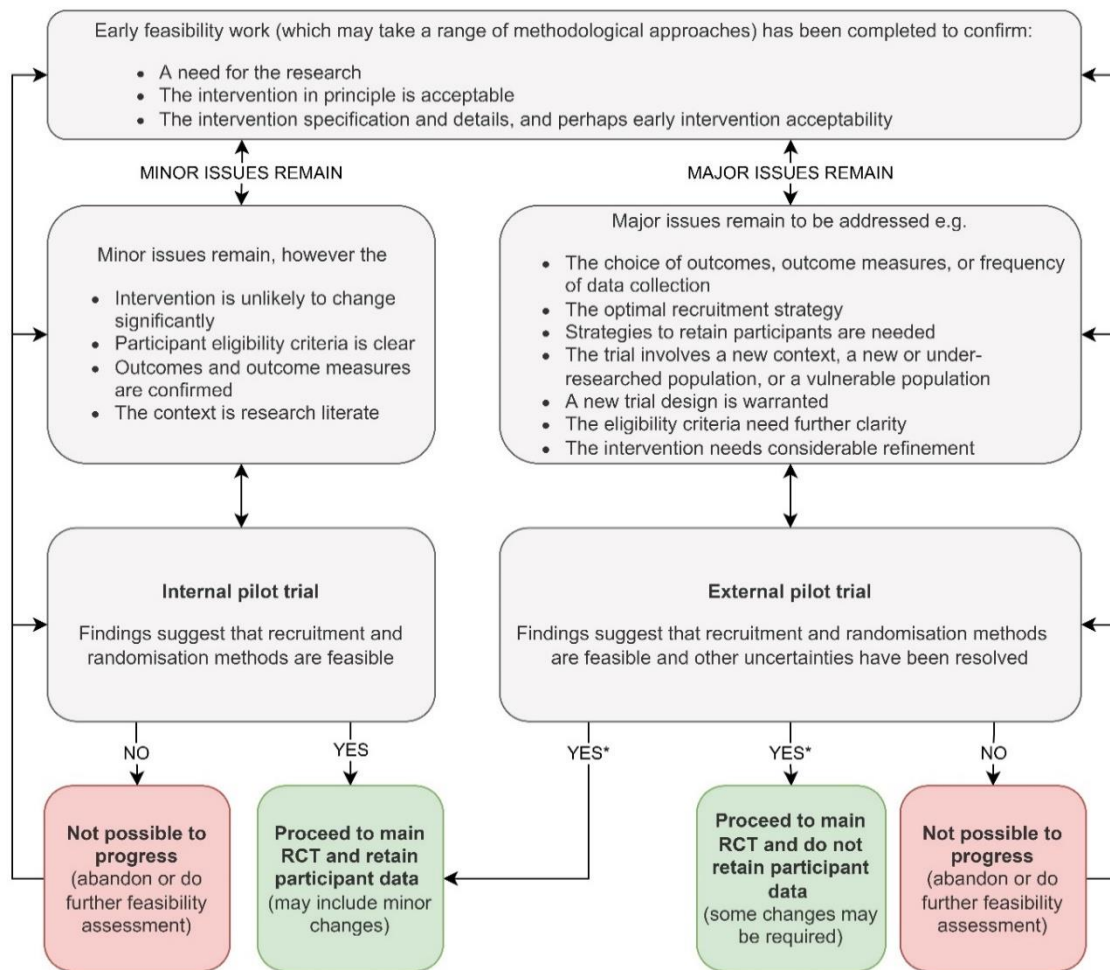 Early feasibility work (which may take a range of methodological approaches) has been completed to confirm:
• A need for the research
• The intervention in principle is acceptable
• The intervention specification and details, and perhaps early intervention acceptability
MINOR ISSUES REMAIN
MAJOR ISSUES REMAIN
Minor issues remain, however the
• Intervention is unlikely to change
significantly
• Participant eligibility criteria is clear
• Outcomes and outcome measures
are confirmed
• The context is research literate
Major issues remain to be addressed e.g.
• The choice of outcomes, outcome measures, or frequency
of data collection
• The optimal recruitment strategy
• Strategies to retain participants are needed
• The trial involves a new context, a new or under-
researched population, or a vulnerable population
• A new trial design is warranted
• The eligibility criteria need further clarity
• The intervention needs considerable refinement
Internal pilot trial
Findings suggest that recruitment and
randomisation methods are feasible
External pilot trial
Findings suggest that recruitment and randomisation methods
are feasible and other uncertainties have been resolved
NO
YES
YES*
YES*
NO
Not possible to
progress
(abandon or do
further feasibility
assessment)
Proceed to main
RCT and retain
participant data
(may include minor
changes)
Proceed to main
RCT and do not
retain participant
data
(some changes may
be required)
Not possible to
progress
(abandon or do
further feasibility
assessment)